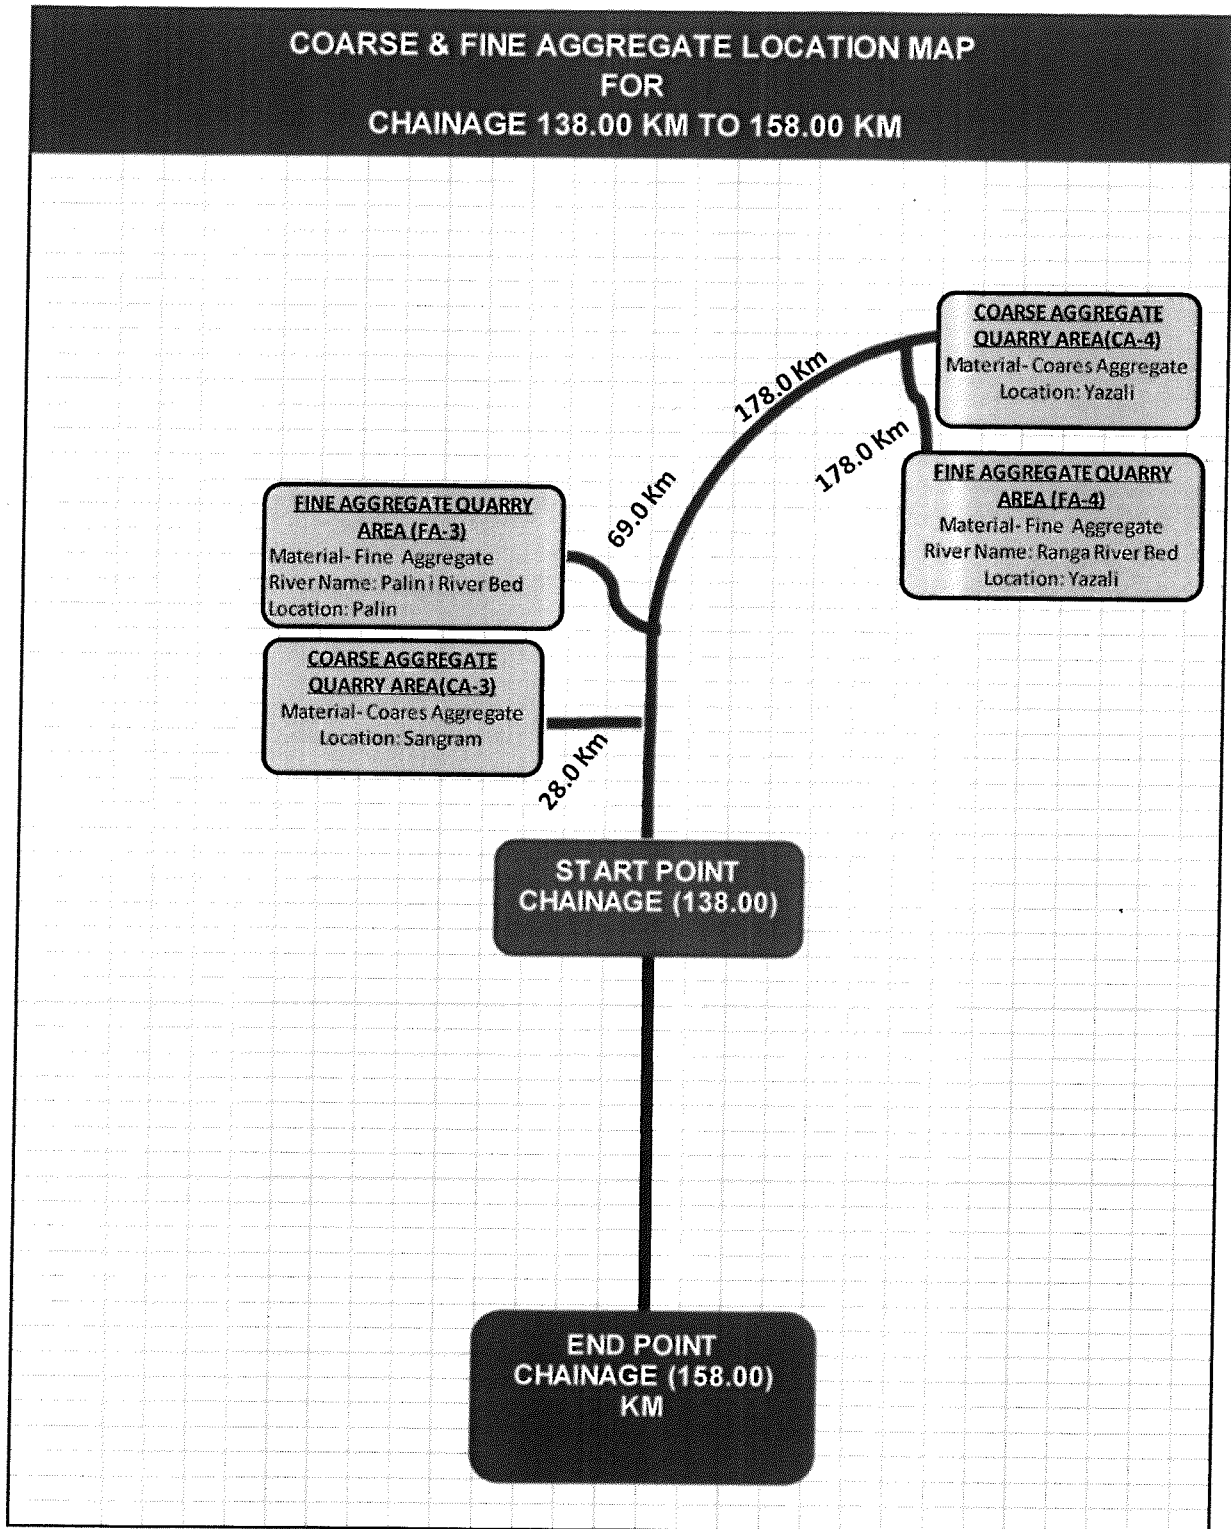 COARSE & FINE AGGREGATE LOCATION MAP
FOR
CHAINAGE 138.00 KM TO 158.00 KM
COARSE AGGREGATE
QUARRY AREA(CA-4)
Material- Coares Aggregate
Location: Yazali
178.0 Km
178.0 Km
FINE AGGREGATE QUARRY
AREA (FA-4)
Material- Fine Aggregate
River Name: Ranga River Bed
Location: Yazali
69.0 Km
FINE AGGREGATE QUARRY
AREA (FA-3)
Material- Fine Aggregate
River Name: Palin i River Bed
Location: Palin
COARSE AGGREGATE
QUARRY AREA(CA-3)
Material- Coares Aggregate
Location: Sangram
28.0 Km
START POINT
CHAINAGE (138.00)
END POINT
CHAINAGE (158.00)
KM